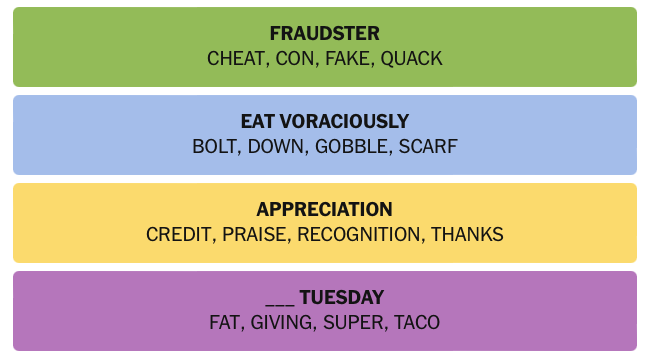 FRAUDSTER
CHEAT, CON, FAKE, QUACK
EAT VORACIOUSLY
BOLT, DOWN, GOBBLE, SCARF
APPRECIATION
CREDIT, PRAISE, RECOGNITION, THANKS
___ TUESDAY
FAT, GIVING, SUPER, TACO